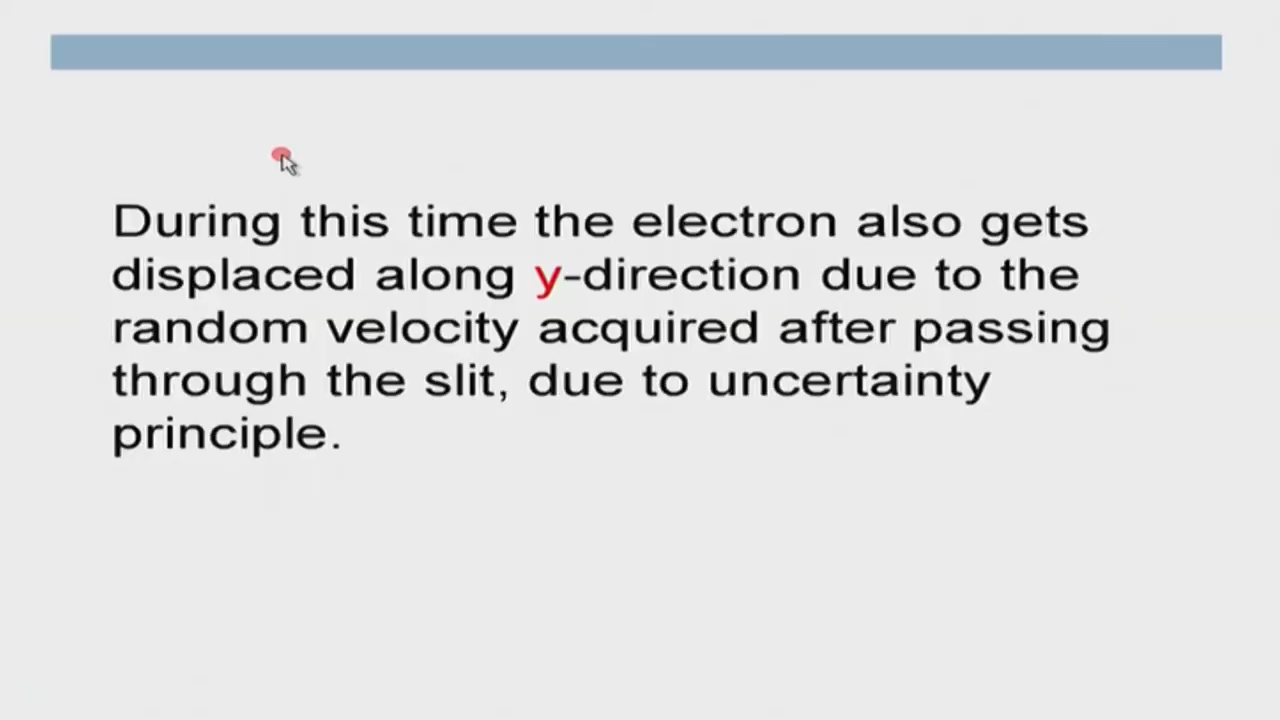 During this time the electron also gets
displaced along y-direction due to the
random velocity acquired after passing
through the slit, due to uncertainty
principle.